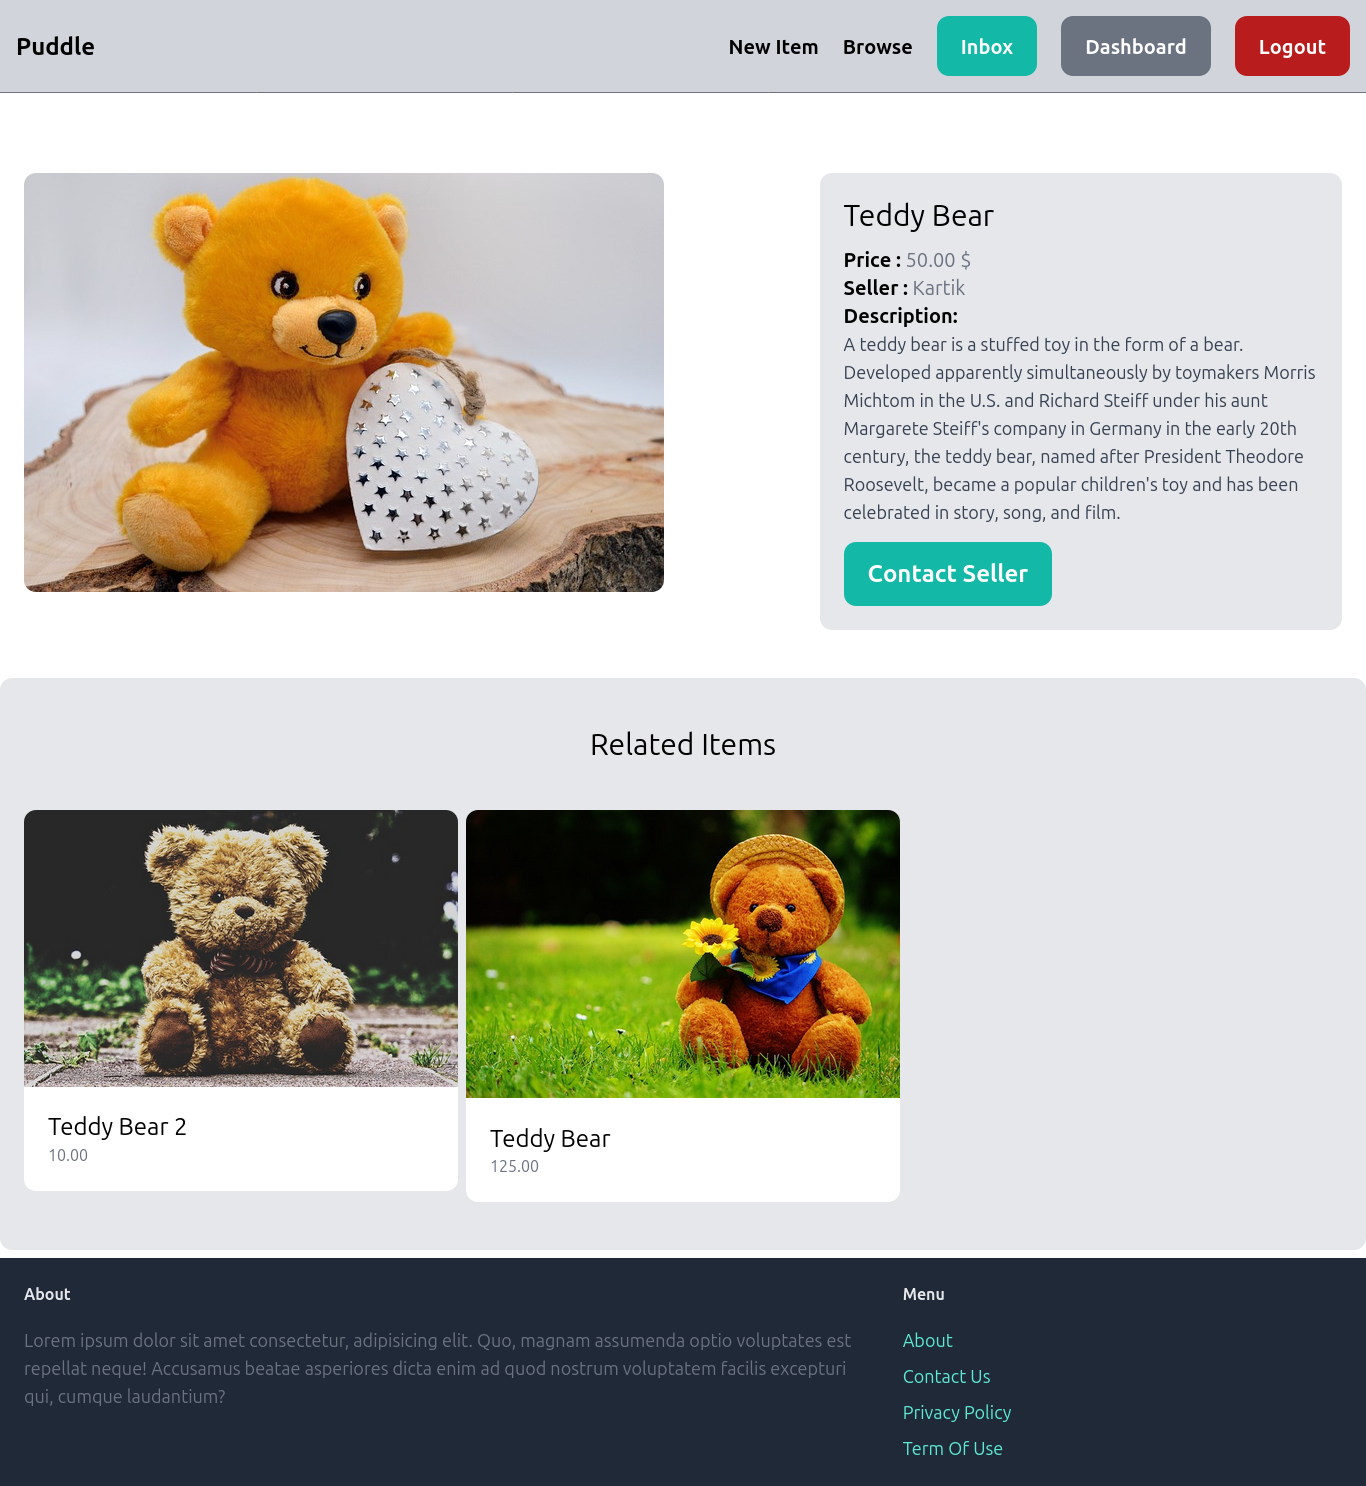 Puddle
New Item Browse Inbox Dashboard Logout
Teddy Bear
Price : 50.00 $
Seller : Kartik
Description:
A teddy bear is a stuffed toy in the form of a bear.
Developed apparently simultaneously by toymakers Morris
Michtom in the U.S. and Richard Steiff under his aunt
Margarete Steiff's company in Germany in the early 20th
century, the teddy bear, named after President Theodore
Roosevelt, became a popular children's toy and has been
celebrated in story, song, and film.
Contact Seller
Related Items
Teddy Bear 2
10.00
Teddy Bear
125.00
About
Lorem ipsum dolor sit amet consectetur, adipisicing elit. Quo, magnam assumenda optio voluptates est
repellat neque! Accusamus beatae asperiores dicta enim ad quod nostrum voluptatem facilis excepturi
qui, cumque laudantium?
Menu
About
Contact Us
Privacy Policy
Term Of Use